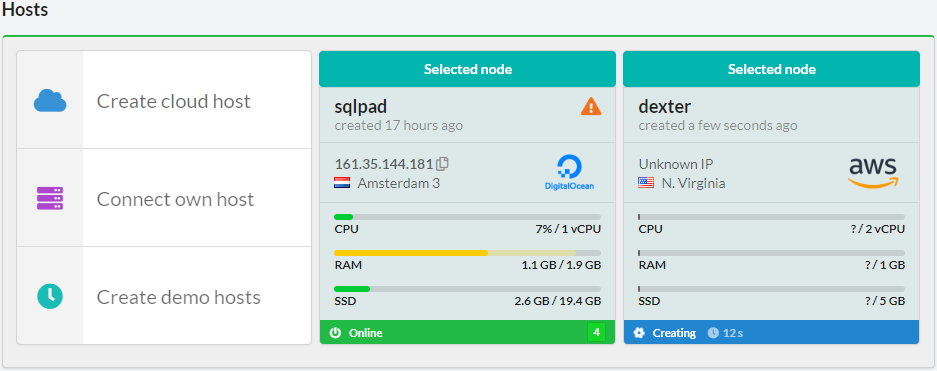 Hosts
Create cloud host
Connect own host
Create demo hosts
Selected node
sqlpad
created 17 hours ago
161.35.144.181
Amsterdam 3
DigitalOcean
CPU 7% / 1 vCPU
RAM 1.1 GB / 1.9 GB
SSD 2.6 GB / 19.4 GB
Online 4
Selected node
dexter
created a few seconds ago
Unknown IP
N. Virginia
aws
CPU ? / 2 vCPU
RAM ? / 1 GB
SSD ? / 5 GB
Creating 12 s